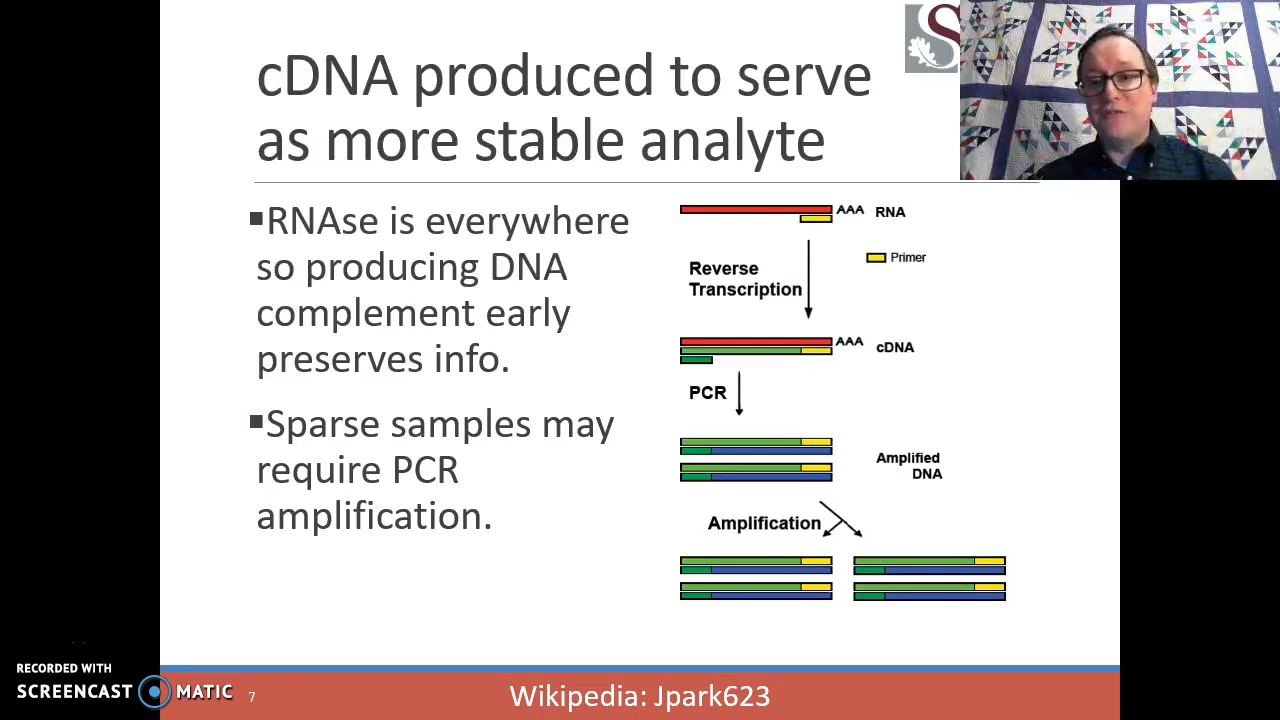 cDNA produced to serve
as more stable analyte
S
▪RNAse is everywhere
so producing DNA
complement early
preserves info.
▪Sparse samples may
require PCR
amplification.
AAA RNA
Primer
Reverse
Transcription
AAA cDNA
PCR
Amplified
DNA
Amplification
RECORDED WITH
SCREENCAST MATIC
7
Wikipedia: Jpark623